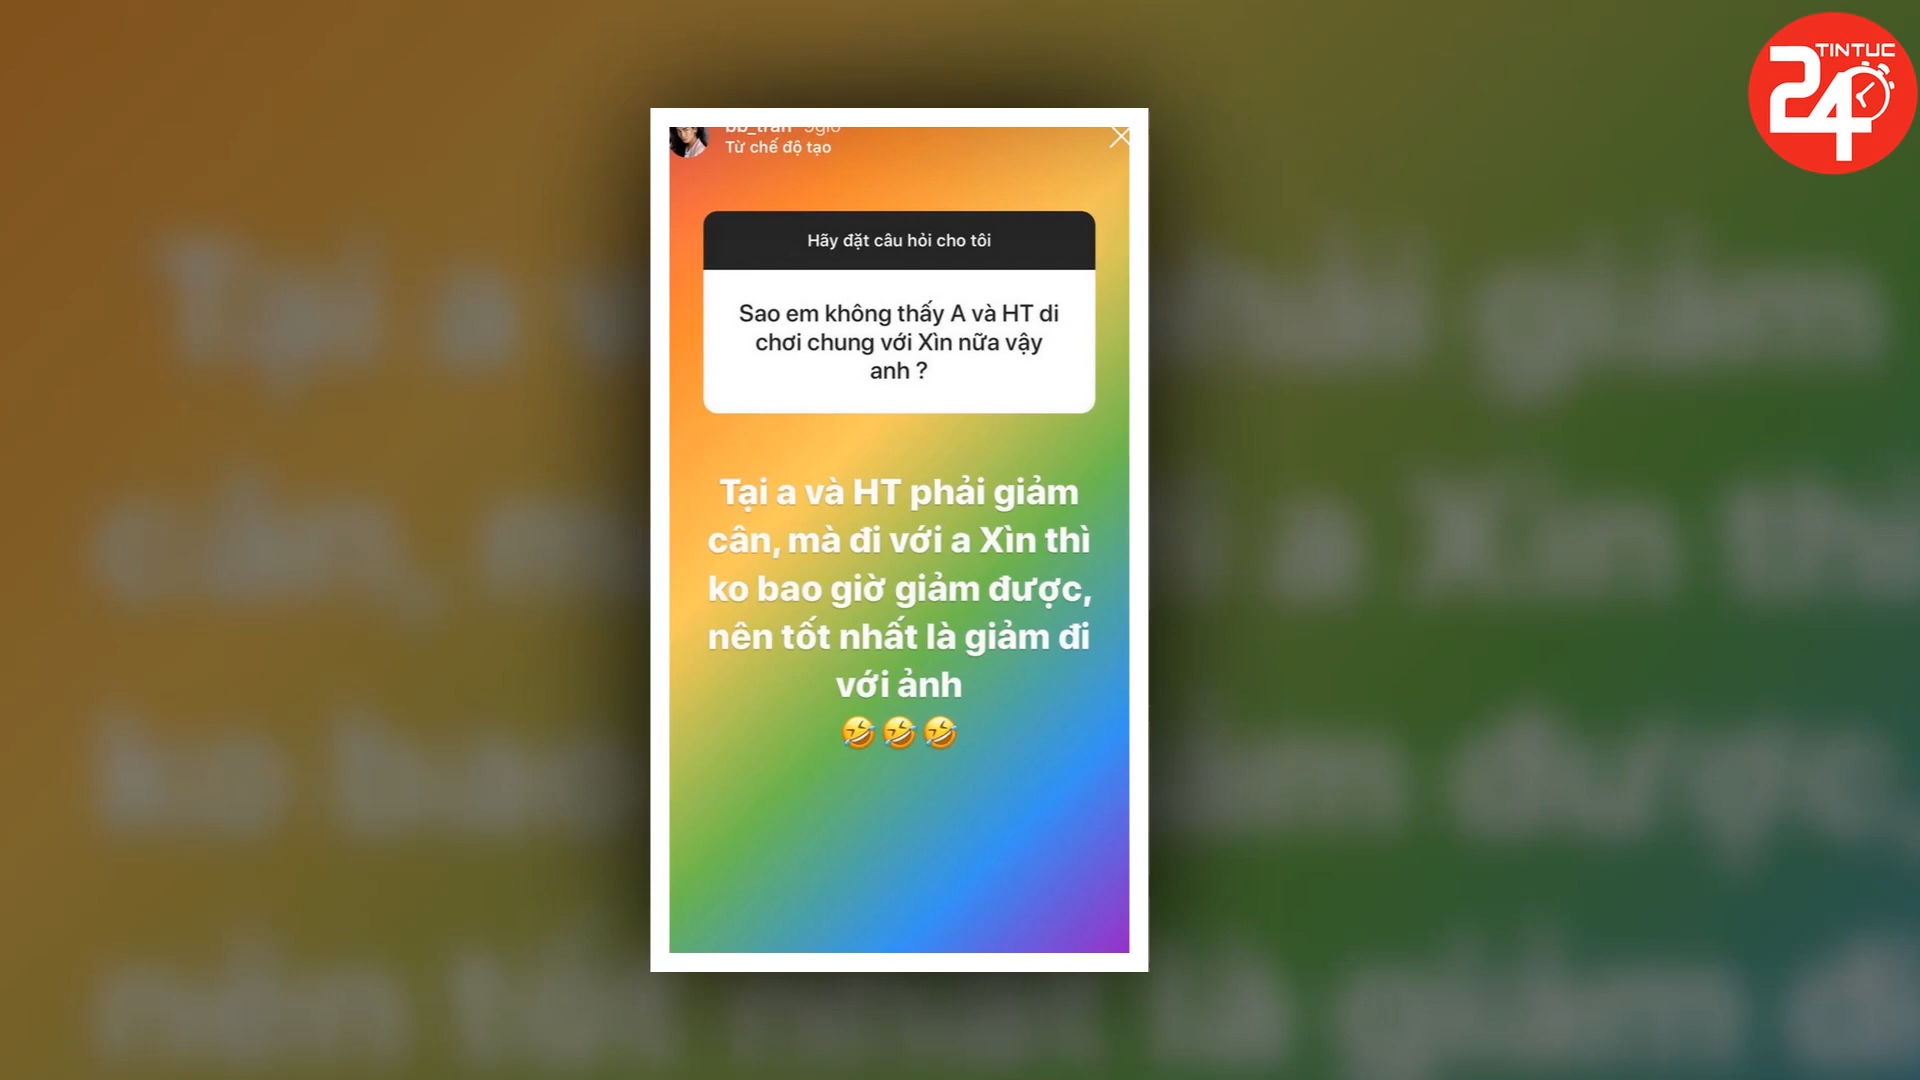 TINTUC
24
bb_tran 9giờ
Từ chế độ tạo
Hãy đặt câu hỏi cho tôi
Sao em không thấy A và HT di
chơi chung với Xìn nữa vậy
anh ?
Tại a và HT phải giảm
cân, mà đi với a Xìn thì
ko bao giờ giảm được,
nên tốt nhất là giảm đi
với ảnh
🤣🤣🤣